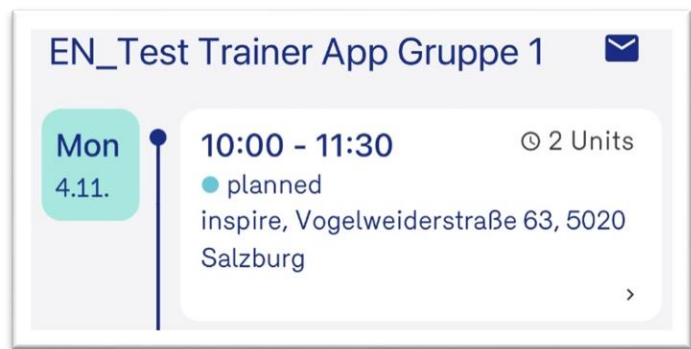 EN_Test Trainer App Gruppe 1
Mon
4.11.
10:00 - 11:30
2 Units
planned
inspire, Vogelweiderstraße 63, 5020
Salzburg